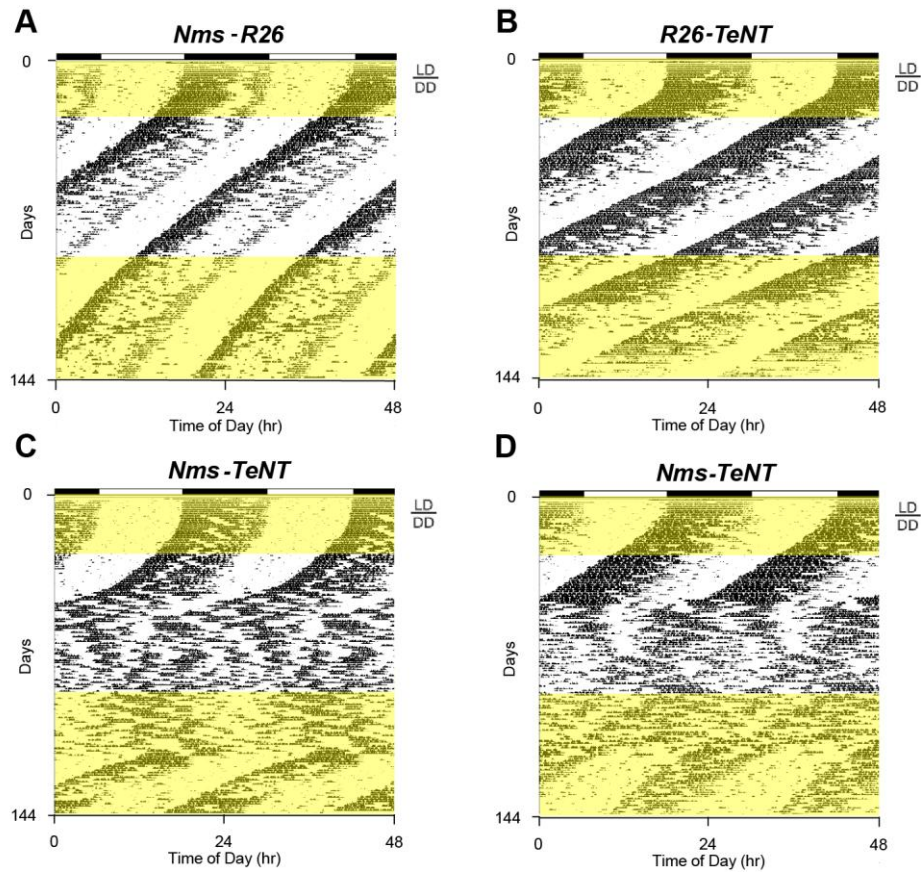 A
Nms - R26
0
LD
DD
Days
144
0
24
48
Time of Day (hr)
B
R26-TeNT
0
LD
DD
Days
144
0
24
48
Time of Day (hr)
C
Nms -TeNT
0
LD
DD
Days
144
0
24
48
Time of Day (hr)
D
Nms-TeNT
0
LD
DD
Days
144
0
24
48
Time of Day (hr)